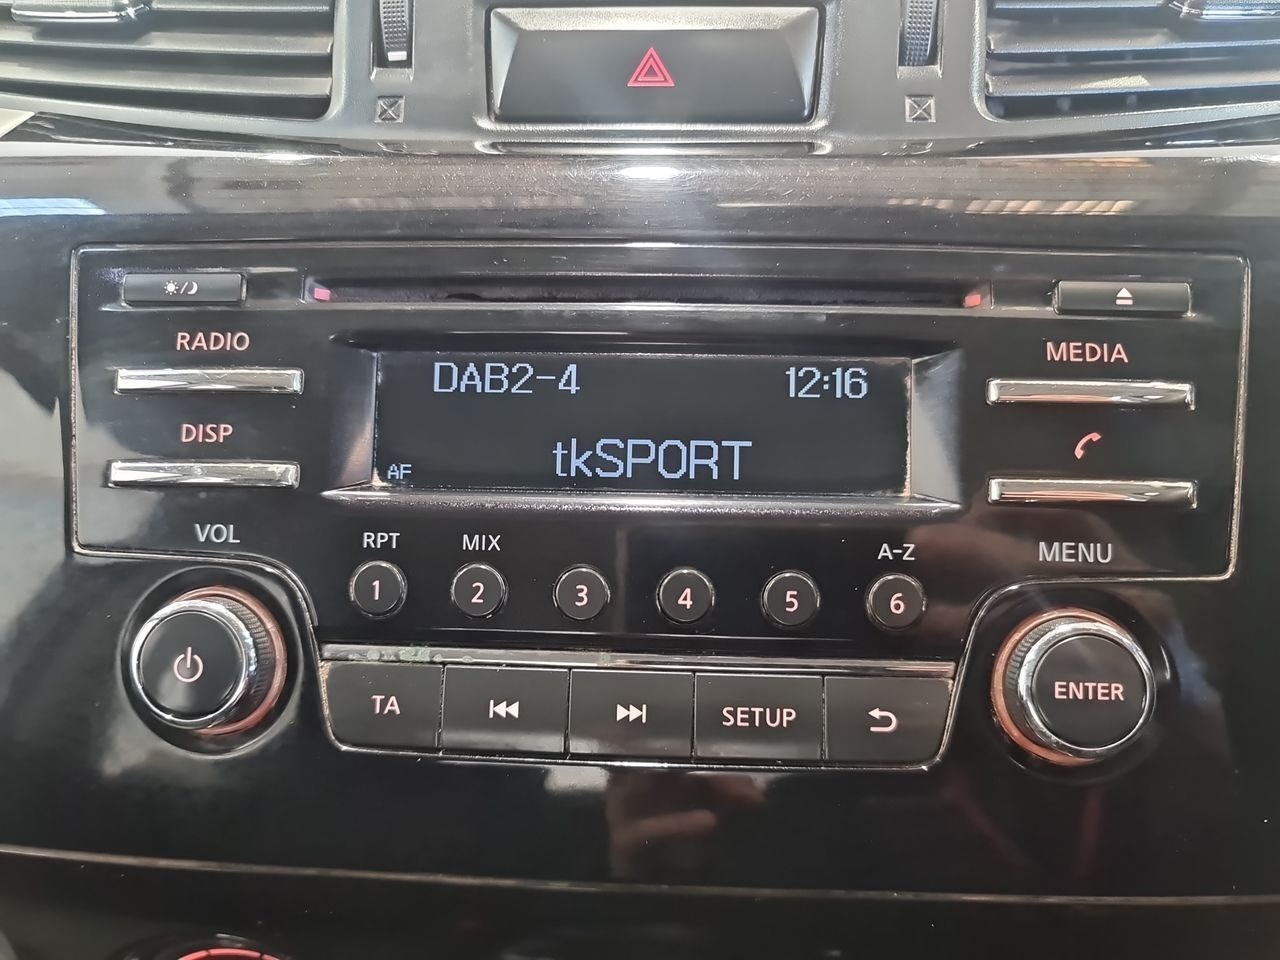 RADIO
MEDIA
DAB2-4 12:16
DISP
tkSPORT
AF
VOL
RPT MIX A-Z
MENU
1 2 3 4 5 6
TA SETUP
ENTER